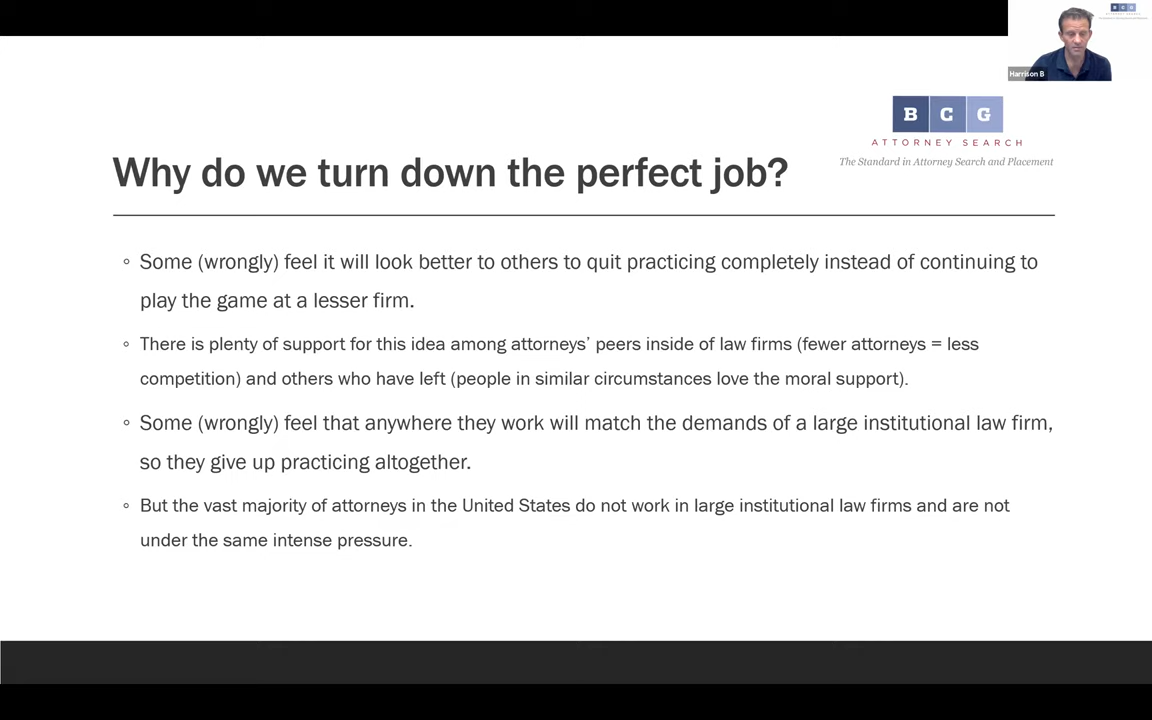 B C G
Harrison B
B C G
ATTORNEY SEARCH
The Standard in Attorney Search and Placement
Why do we turn down the perfect job?
◦ Some (wrongly) feel it will look better to others to quit practicing completely instead of continuing to
play the game at a lesser firm.
◦ There is plenty of support for this idea among attorneys’ peers inside of law firms (fewer attorneys = less
competition) and others who have left (people in similar circumstances love the moral support).
◦ Some (wrongly) feel that anywhere they work will match the demands of a large institutional law firm,
so they give up practicing altogether.
◦ But the vast majority of attorneys in the United States do not work in large institutional law firms and are not
under the same intense pressure.